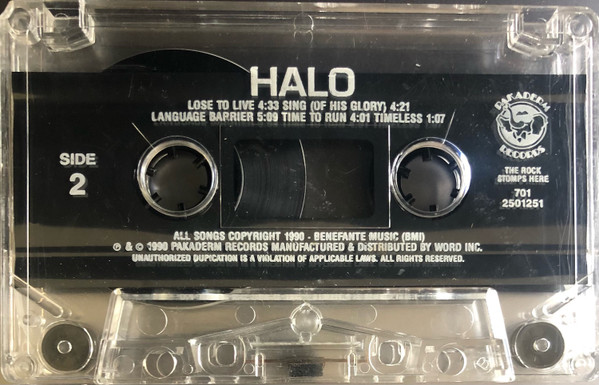 HALO
LOSE TO LIVE 4:33 SING (OF HIS GLORY) 4:21
LANGUAGE BARRIER 5:09 TIME TO RUN 4:01 TIMELESS 1:07
SIDE
2
PAKADERM
RECORDS
THE ROCK
STOMPS HERE
701
2501251
ALL SONGS COPYRIGHT 1990 - BENEFANTE MUSIC (BMI)
℗ & © 1990 PAKADERM RECORDS MANUFACTURED & DISTRIBUTED BY WORD INC.
UNAUTHORIZED DUPICATION IS A VIOLATION OF APPLICABLE LAWS. ALL RIGHTS RESERVED.